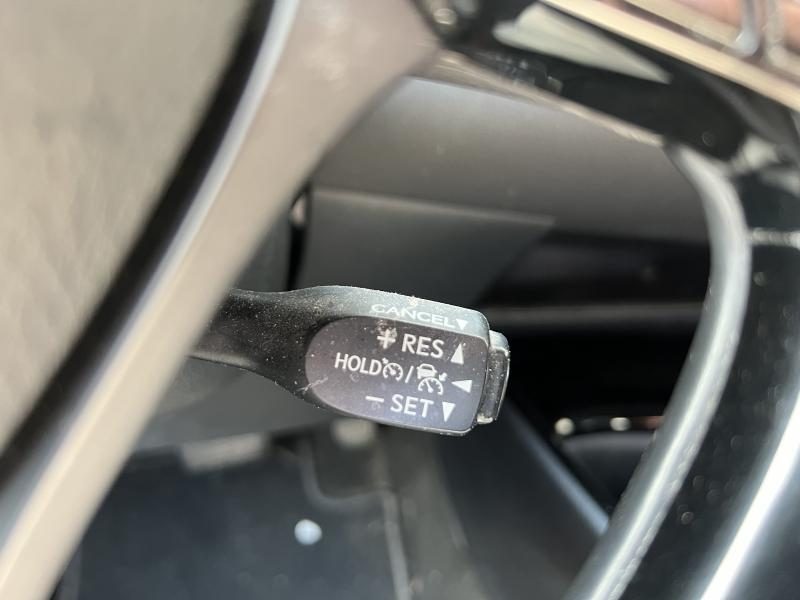 CANCEL
+ RES
HOLD /
− SET